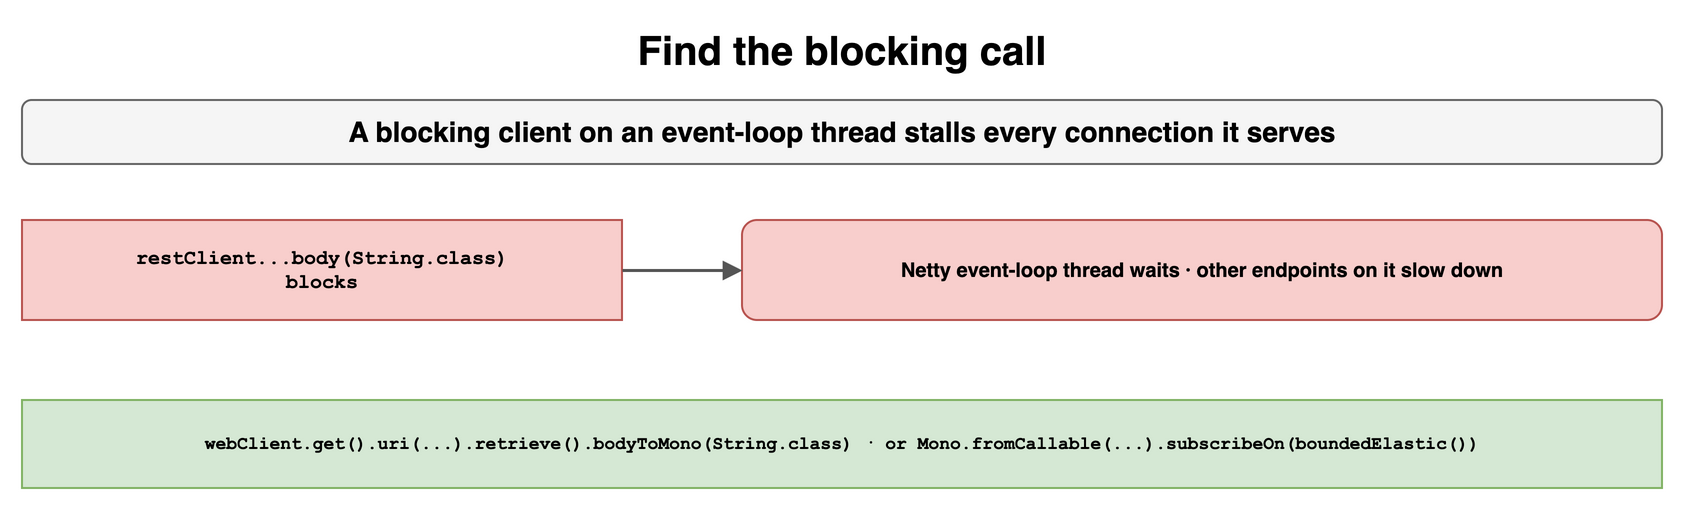 Find the blocking call
A blocking client on an event-loop thread stalls every connection it serves
restClient...body(String.class)
blocks
Netty event-loop thread waits · other endpoints on it slow down
webClient.get().uri(...).retrieve().bodyToMono(String.class) · or Mono.fromCallable(...).subscribeOn(boundedElastic())